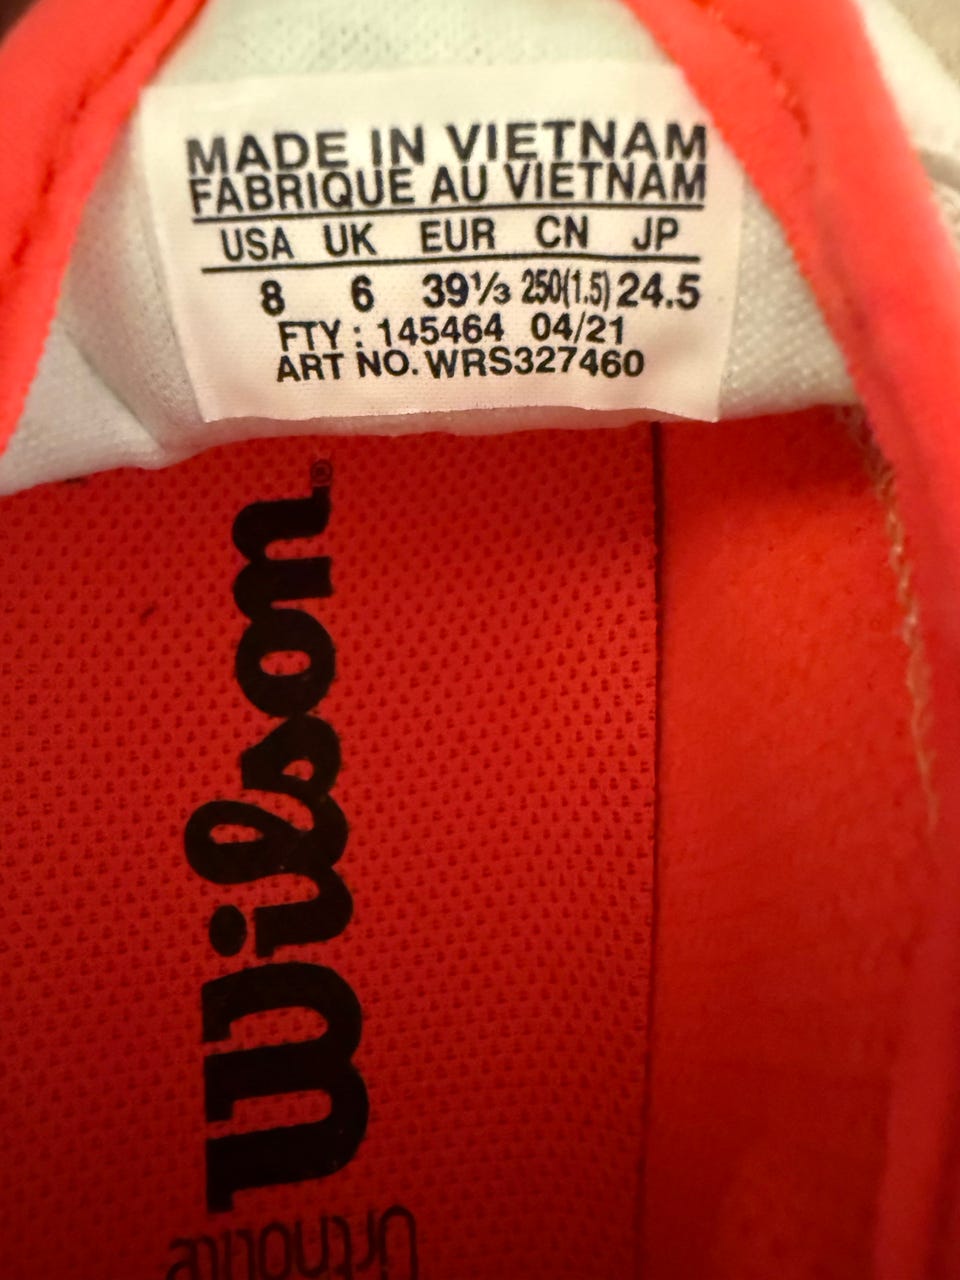 MADE IN VIETNAM
FABRIQUE AU VIETNAM
USA UK EUR CN JP
8 6 39⅓ 250(1.5) 24.5
FTY : 145464 04/21
ART NO. WRS327460
Wilson®
Ortholite